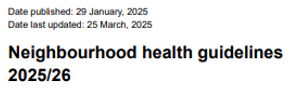 Date published: 29 January, 2025
Date last updated: 25 March, 2025
Neighbourhood health guidelines
2025/26